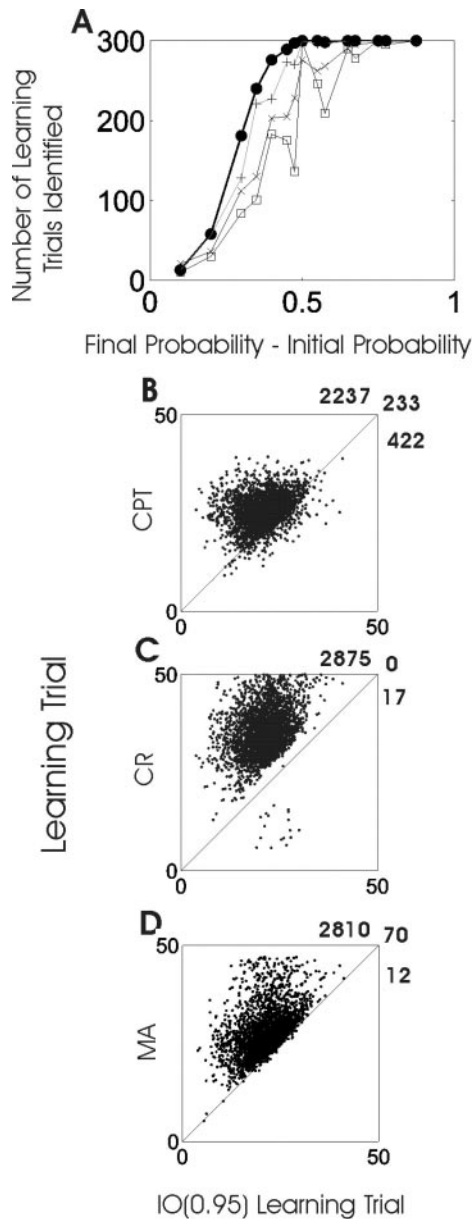 A
300
200
100
0
Number of Learning
Trials Identified
0
0.5
1
Final Probability - Initial Probability
B
2237
233
422
50
CPT
0
0
50
C
2875
0
17
50
CR
0
0
50
Learning Trial
D
2810
70
12
50
MA
0
0
50
IO(0.95) Learning Trial